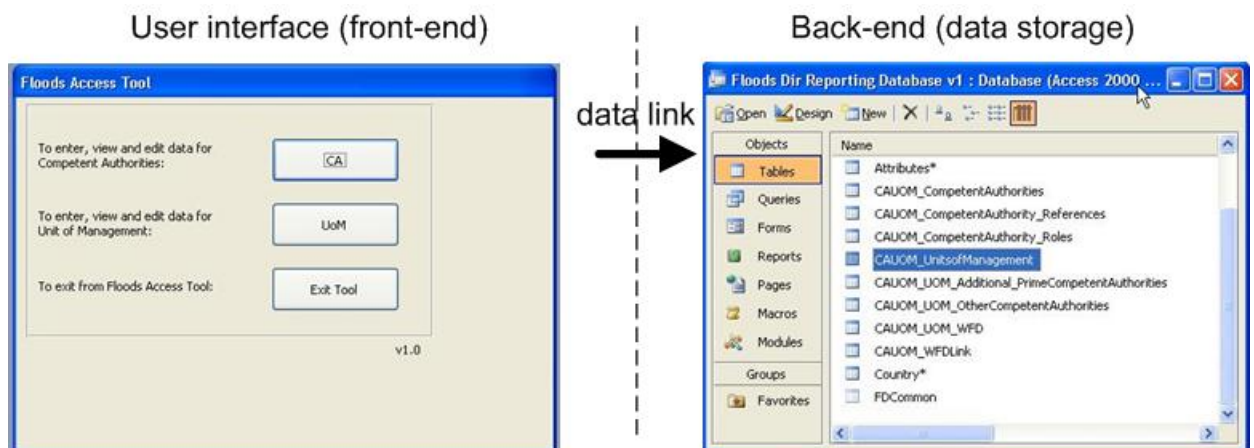 User interface (front-end)
Back-end (data storage)
Floods Access Tool
To enter, view and edit data for
Competent Authorities:
CA
To enter, view and edit data for
Unit of Management:
UoM
To exit from Floods Access Tool:
Exit Tool
v1.0
data link
Floods Dir Reporting Database v1 : Database (Access 2000 ...
Open Design New
Objects
Tables
Queries
Forms
Reports
Pages
Macros
Modules
Groups
Favorites
Name
Attributes*
CAUOM_CompetentAuthorities
CAUOM_CompetentAuthority_References
CAUOM_CompetentAuthority_Roles
CAUOM_UnitsofManagement
CAUOM_UOM_Additional_PrimeCompetentAuthorities
CAUOM_UOM_OtherCompetentAuthorities
CAUOM_UOM_WFD
CAUOM_WFDLink
Country*
FDCommon